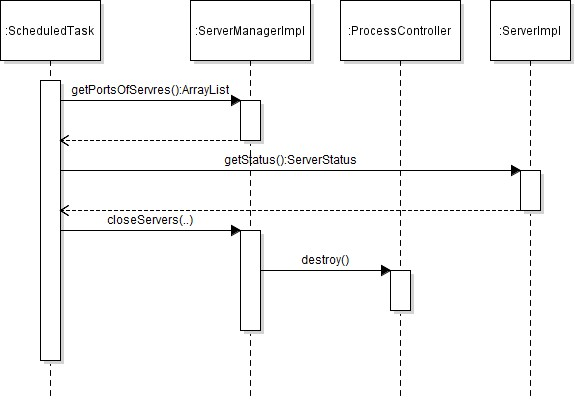 :ScheduledTask
:ServerManagerImpl
:ProcessController
:ServerImpl
getPortsOfServres():ArrayList
getStatus():ServerStatus
closeServers(..)
destroy()